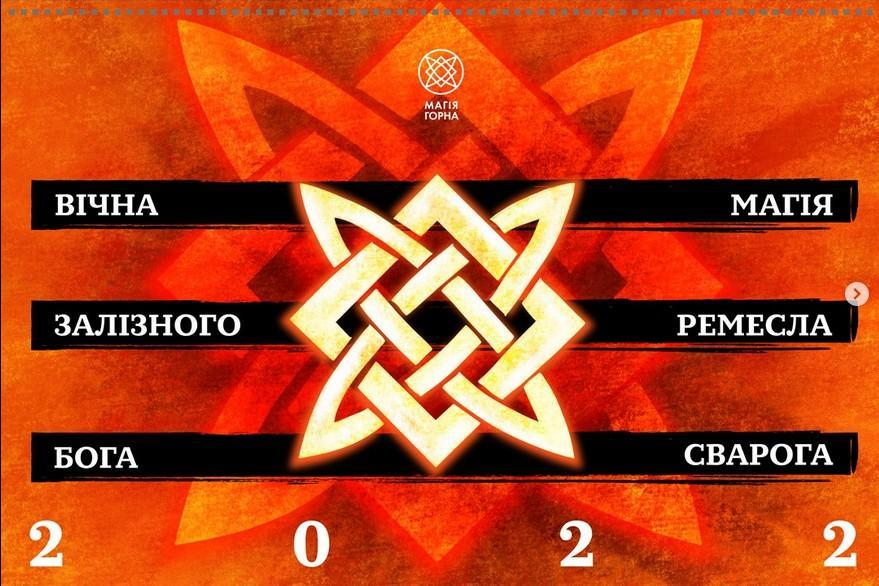 МАГІЯ
ГОРНА
ВІЧНА МАГІЯ
ЗАЛІЗНОГО РЕМЕСЛА
БОГА СВАРОГА
2 0 2 2